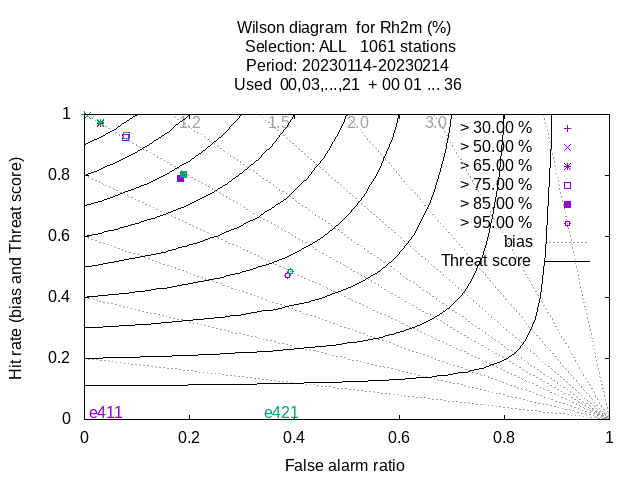 Wilson diagram for Rh2m (%)
Selection: ALL 1061 stations
Period: 20230114-20230214
Used 00,03,...,21 + 00 01 ... 36
1.2 1.5 2.0 3.0
> 30.00 %
> 50.00 %
> 65.00 %
> 75.00 %
> 85.00 %
> 95.00 %
bias
Threat score
1
0.8
0.6
0.4
0.2
0
Hit rate (bias and Threat score)
e411 e421
0 0.2 0.4 0.6 0.8 1
False alarm ratio